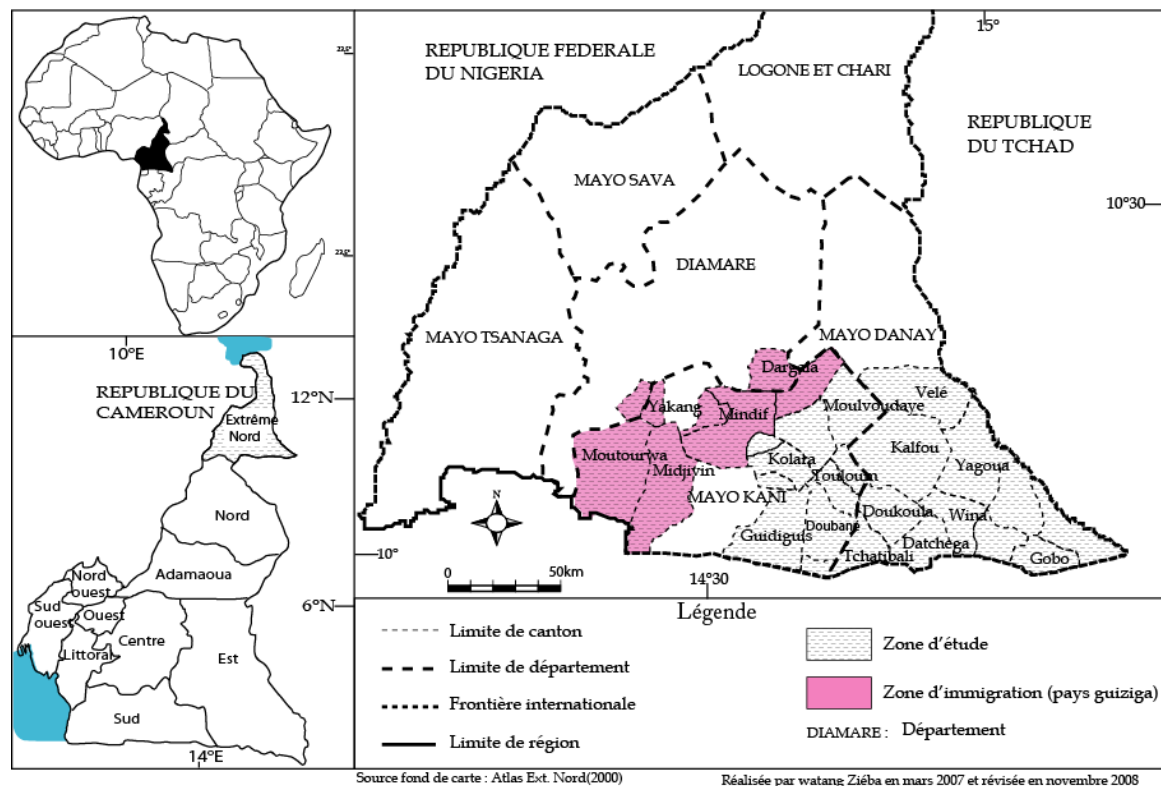 REPUBLIQUE FEDERALE
DU NIGERIA
LOGONE ET CHARI
15°
REPUBLIQUE
DU TCHAD
10°30
MAYO SAVA
DIAMARE
MAYO TSANAGA
MAYO DANAY
Dargala
Yakang
Mindif
Moulvoudaye
Velé
Moutourwa
Midjivin
Kolara
Kalfou
Touloum
Yagoua
MAYO KANI
Doukoula
Wina
Guidiguis
Doubané
Datchéga
Tchatibali
Gobo
N
10°
0
50km
14°30
10°E
REPUBLIQUE DU
CAMEROUN
12°N
Extrême
Nord
Nord
Adamaoua
Nord
ouest
Sud
ouest
Ouest
Centre
Littoral
Est
Sud
6°N
14°E
Légende
Limite de canton
Limite de département
Frontière internationale
Limite de région
Zone d'étude
Zone d'immigration (pays guiziga)
DIAMARE : Département
Source fond de carte : Atlas Ext. Nord(2000)
Réalisée par watang Ziéba en mars 2007 et révisée en novembre 2008